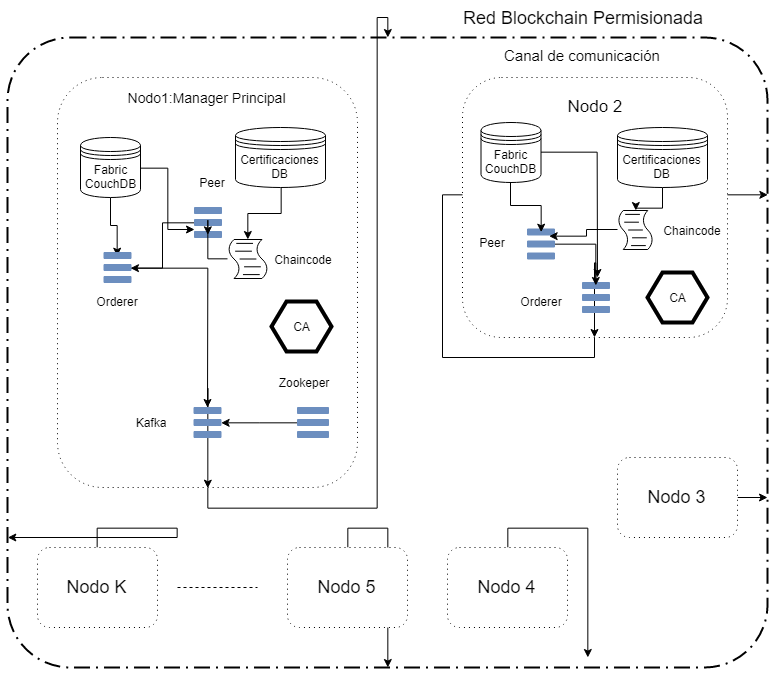 Red Blockchain Permisionada
Canal de comunicación
Nodo1:Manager Principal
Fabric
CouchDB
Certificaciones
DB
Peer
Chaincode
Orderer
CA
Zookeper
Kafka
Nodo 2
Fabric
CouchDB
Certificaciones
DB
Peer
Chaincode
Orderer
CA
Nodo 3
Nodo K
Nodo 5
Nodo 4